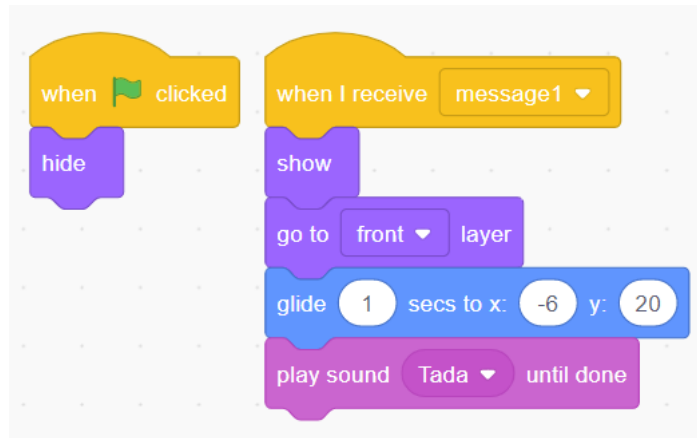 when clicked
hide
when I receive message1
show
go to front layer
glide 1 secs to x: -6 y: 20
play sound Tada until done